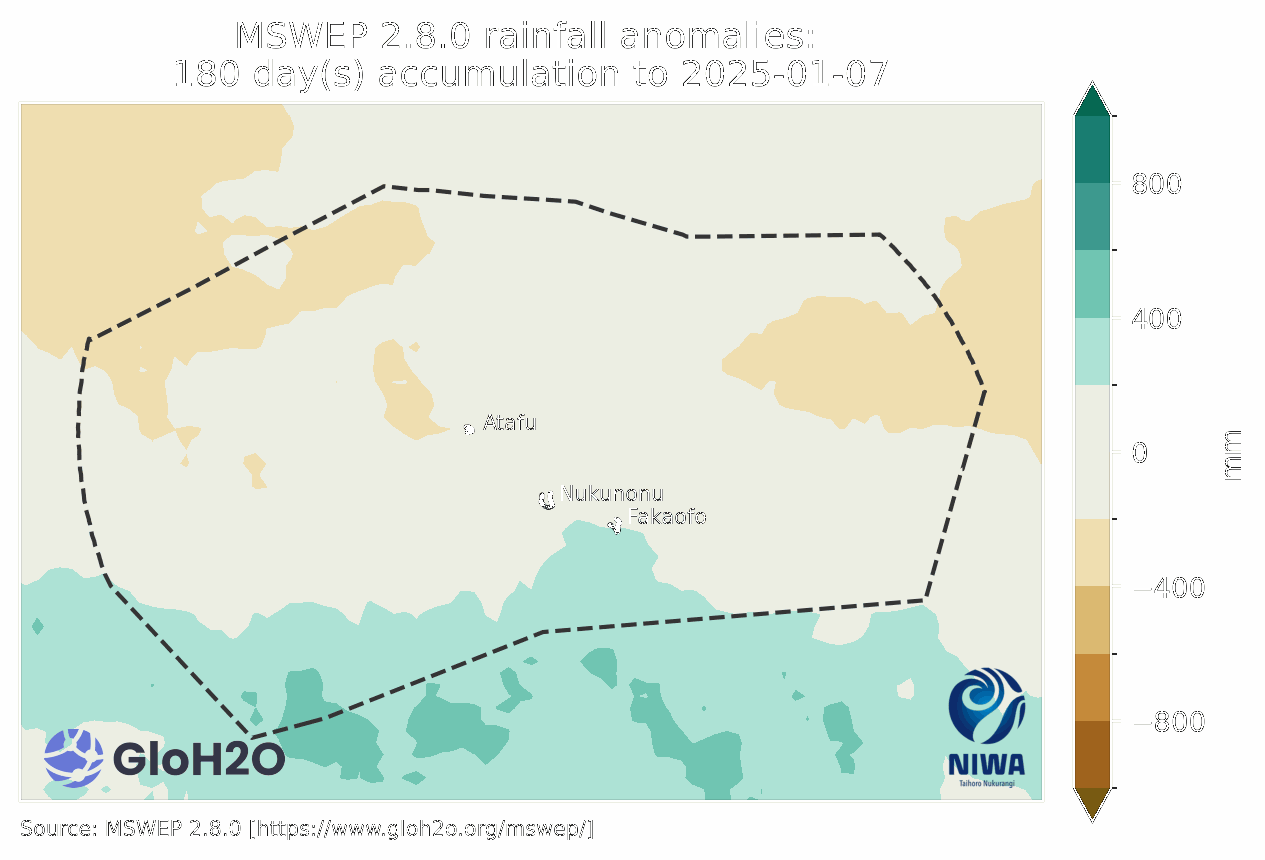 MSWEP 2.8.0 rainfall anomalies:
180 day(s) accumulation to 2025-01-07
800
400
0
−400
−800
mm
Atafu
Nukunonu
Fakaofo
GloH2O
NIWA
Taihoro Nukurangi
Source: MSWEP 2.8.0 [https://www.gloh2o.org/mswep/]